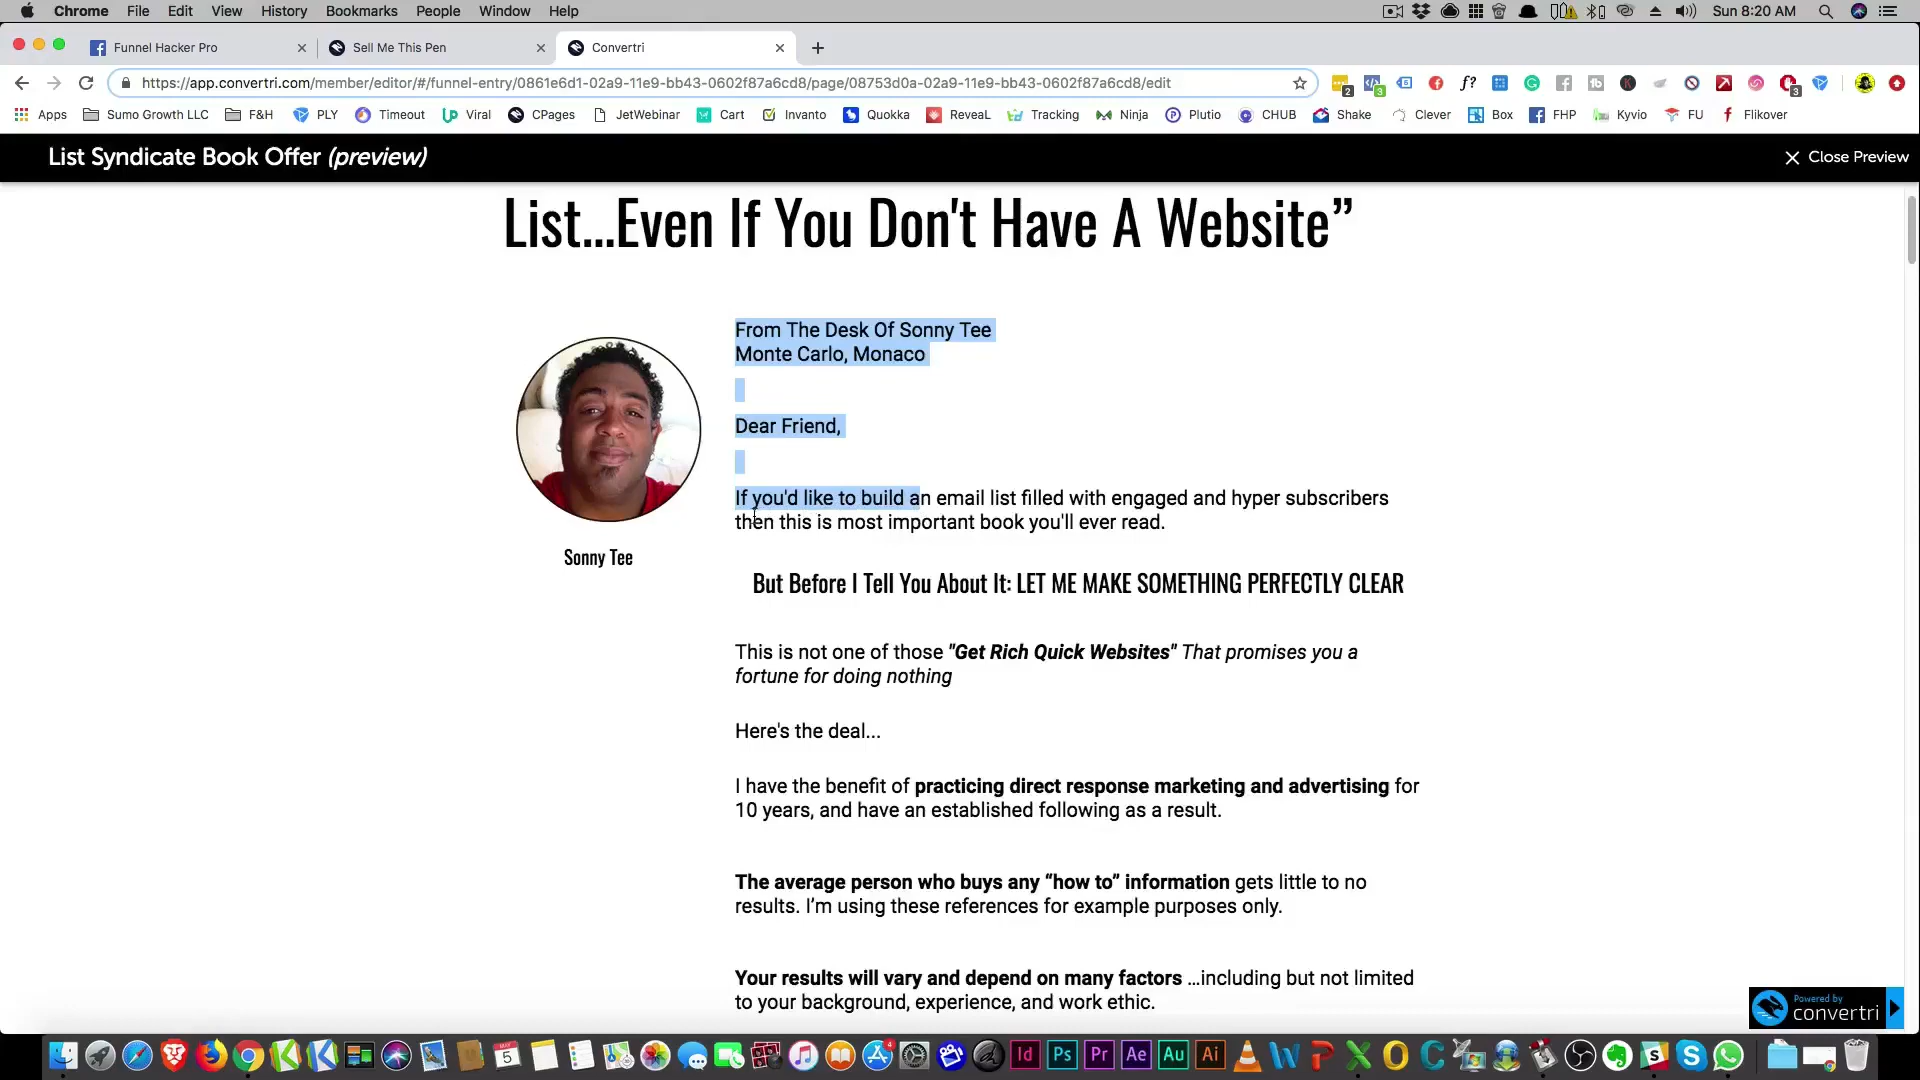 Chrome File Edit View History Bookmarks People Window Help Sun 8:20 AM
Funnel Hacker Pro Sell Me This Pen Convertri
https://app.convertri.com/member/editor/#/funnel-entry/0861e6d1-02a9-11e9-bb43-0602f87a6cd8/page/08753d0a-02a9-11e9-bb43-0602f87a6cd8/edit
Apps Sumo Growth LLC F&H PLY Timeout Viral CPages JetWebinar Cart Invanto Quokka ReveaL Tracking Ninja Plutio CHUB Shake Clever Box FHP Kyvio FU Flikover
List Syndicate Book Offer (preview) Close Preview
List...Even If You Don't Have A Website”
From The Desk Of Sonny Tee
Monte Carlo, Monaco
Dear Friend,
If you'd like to build an email list filled with engaged and hyper subscribers
then this is most important book you'll ever read.
Sonny Tee
But Before I Tell You About It: LET ME MAKE SOMETHING PERFECTLY CLEAR
This is not one of those "Get Rich Quick Websites" That promises you a
fortune for doing nothing
Here's the deal...
I have the benefit of practicing direct response marketing and advertising for
10 years, and have an established following as a result.
The average person who buys any “how to” information gets little to no
results. I’m using these references for example purposes only.
Your results will vary and depend on many factors ...including but not limited
to your background, experience, and work ethic.
Powered by
convertri
Id Ps Pr Ae Au Ai